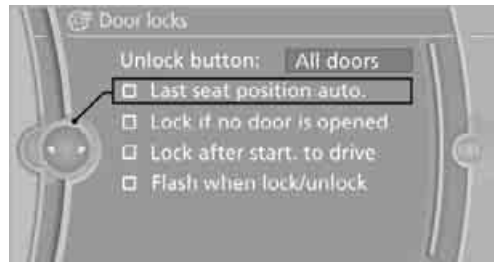 Door locks
Unlock button: All doors
Last seat position auto.
Lock if no door is opened
Lock after start. to drive
Flash when lock/unlock